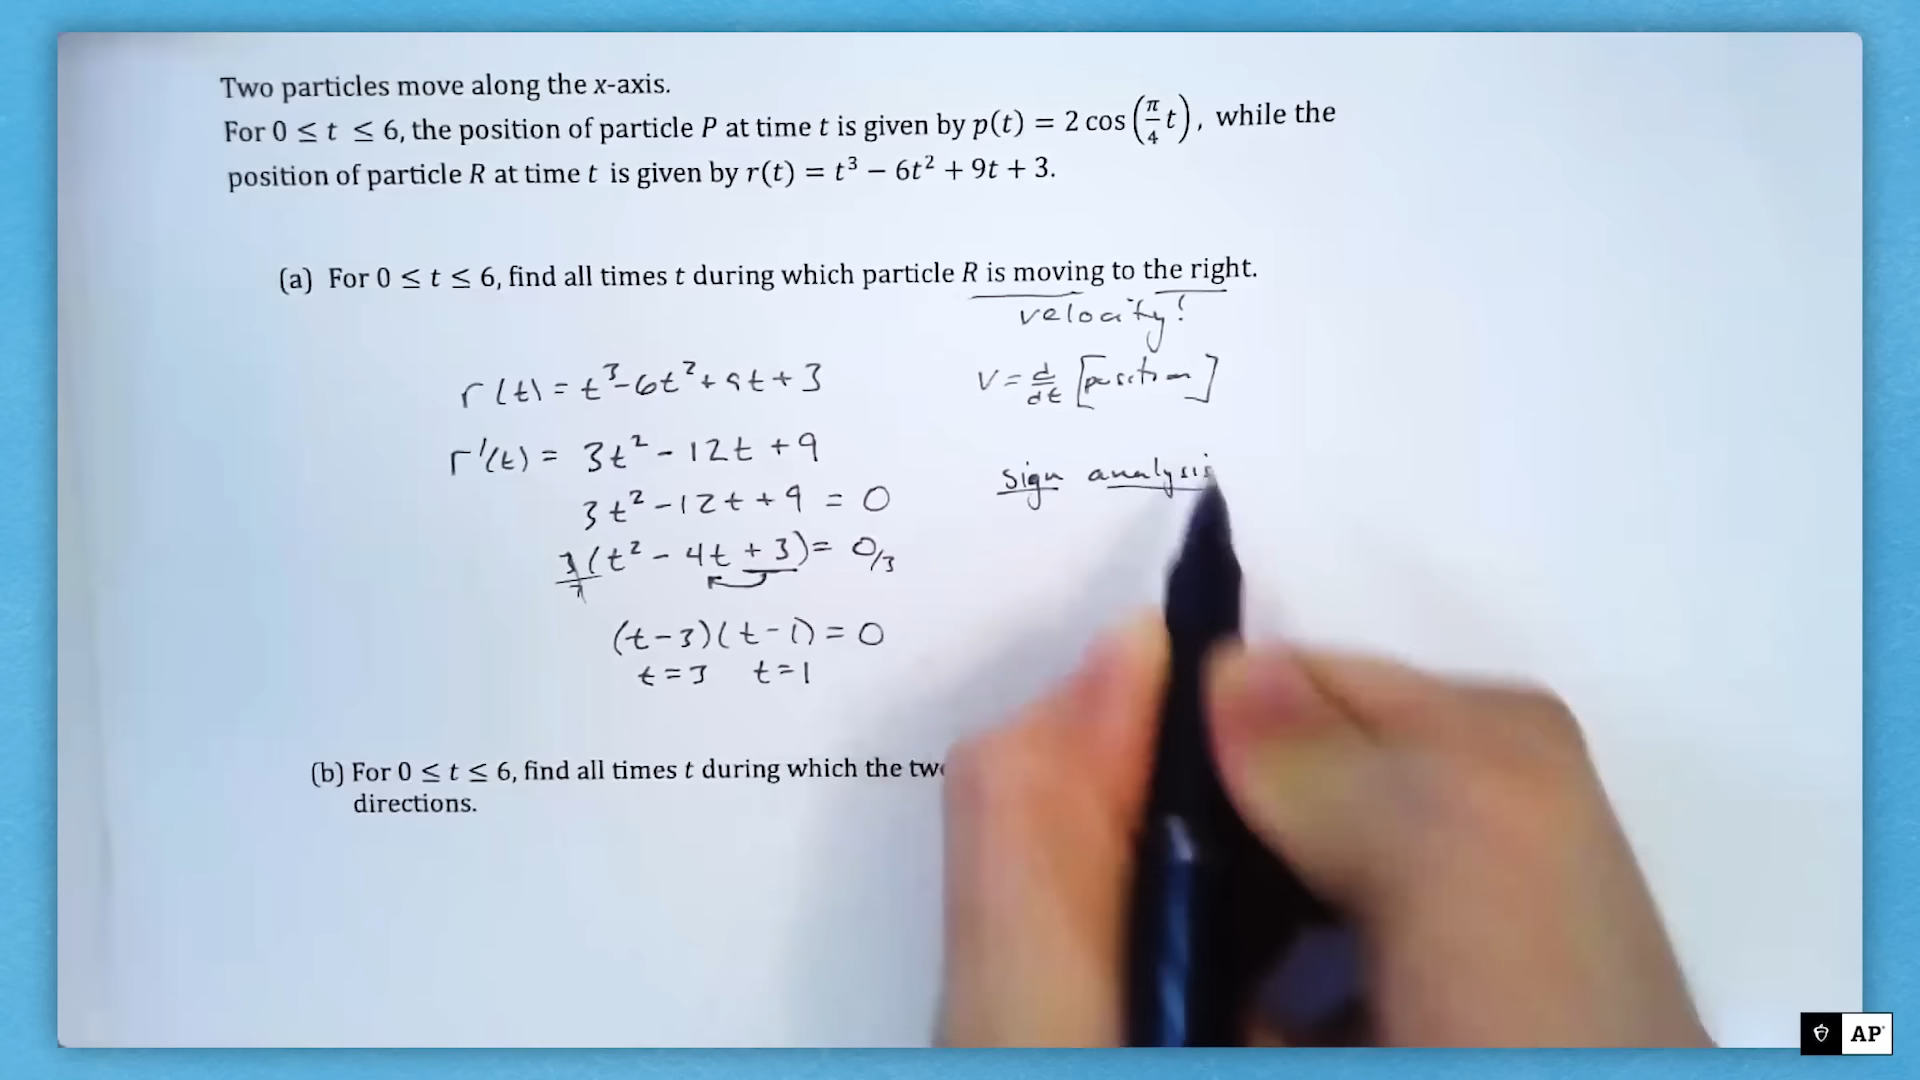 Two particles move along the x-axis.
For 0 ≤ t ≤ 6, the position of particle P at time t is given by p(t) = 2 cos(π/4 t), while the
position of particle R at time t is given by r(t) = t³ − 6t² + 9t + 3.
(a) For 0 ≤ t ≤ 6, find all times t during which particle R is moving to the right.
velocity!
r(t) = t³-6t²+9t+3
V = d/dt [position]
r'(t) = 3t² - 12t + 9
sign analysis
3t² - 12t + 9 = 0
3/3 (t² - 4t + 3) = 0/3
(t-3)(t-1) = 0
t=3 t=1
(b) For 0 ≤ t ≤ 6, find all times t during which the
directions.
AP